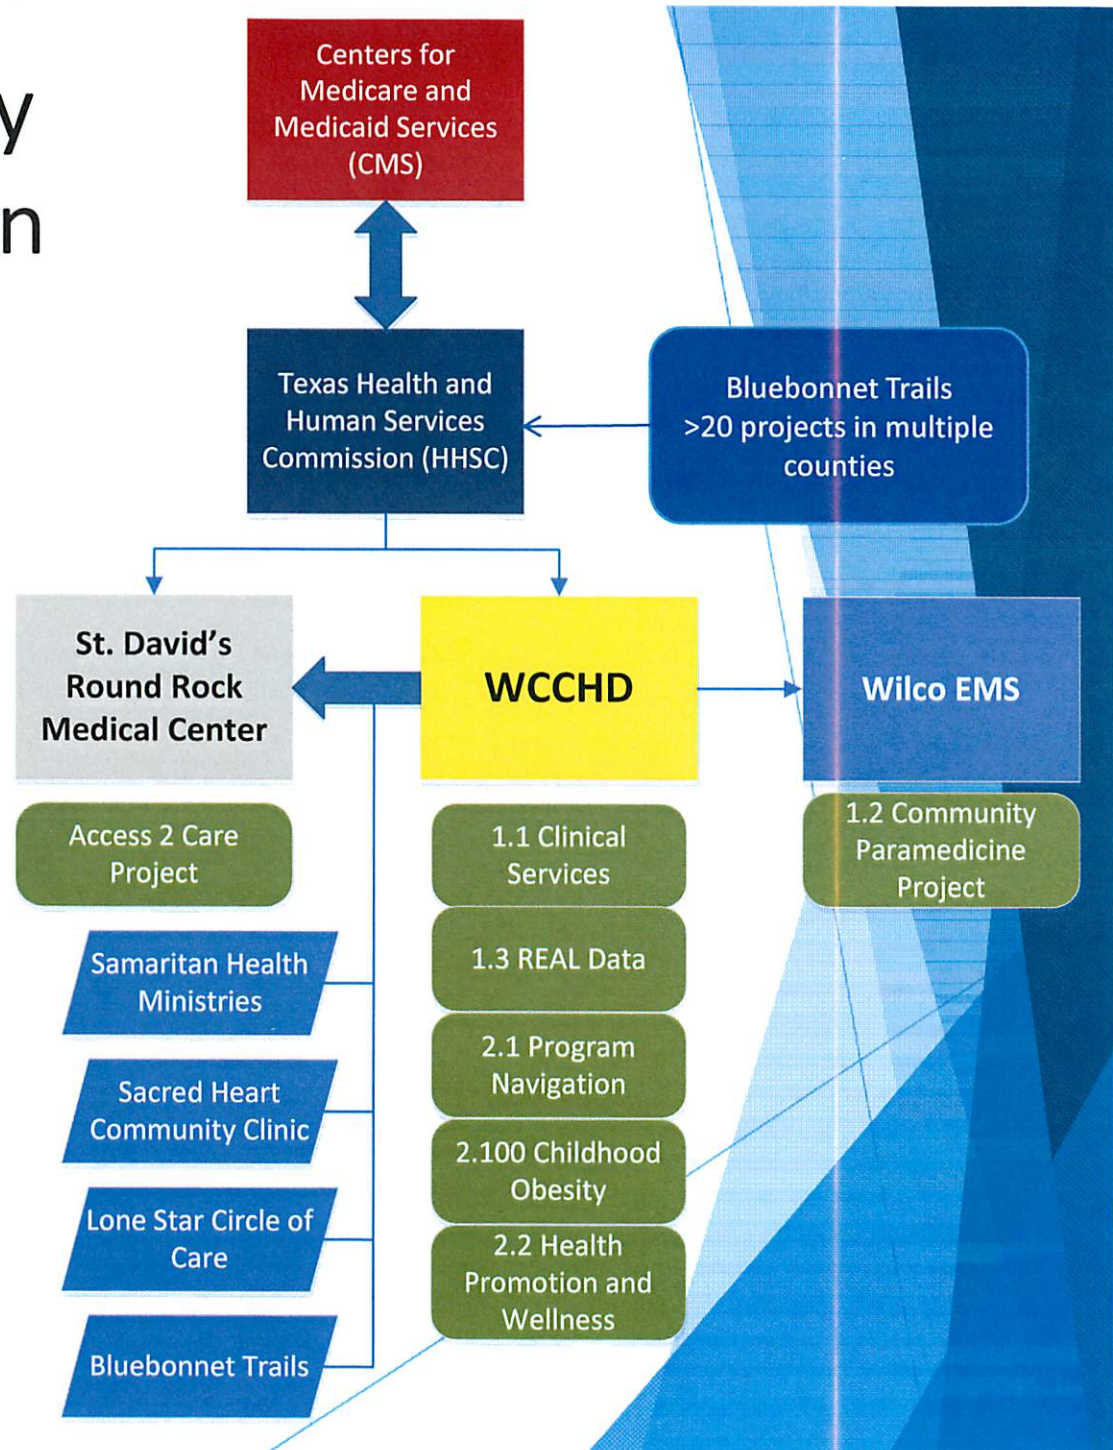 y
n
Centers for
Medicare and
Medicaid Services
(CMS)
Texas Health and
Human Services
Commission (HHSC)
Bluebonnet Trails
>20 projects in multiple
counties
St. David's
Round Rock
Medical Center
WCCHD
Wilco EMS
Access 2 Care
Project
1.1 Clinical
Services
1.2 Community
Paramedicine
Project
Samaritan Health
Ministries
1.3 REAL Data
Sacred Heart
Community Clinic
2.1 Program
Navigation
Lone Star Circle of
Care
2.100 Childhood
Obesity
Bluebonnet Trails
2.2 Health
Promotion and
Wellness